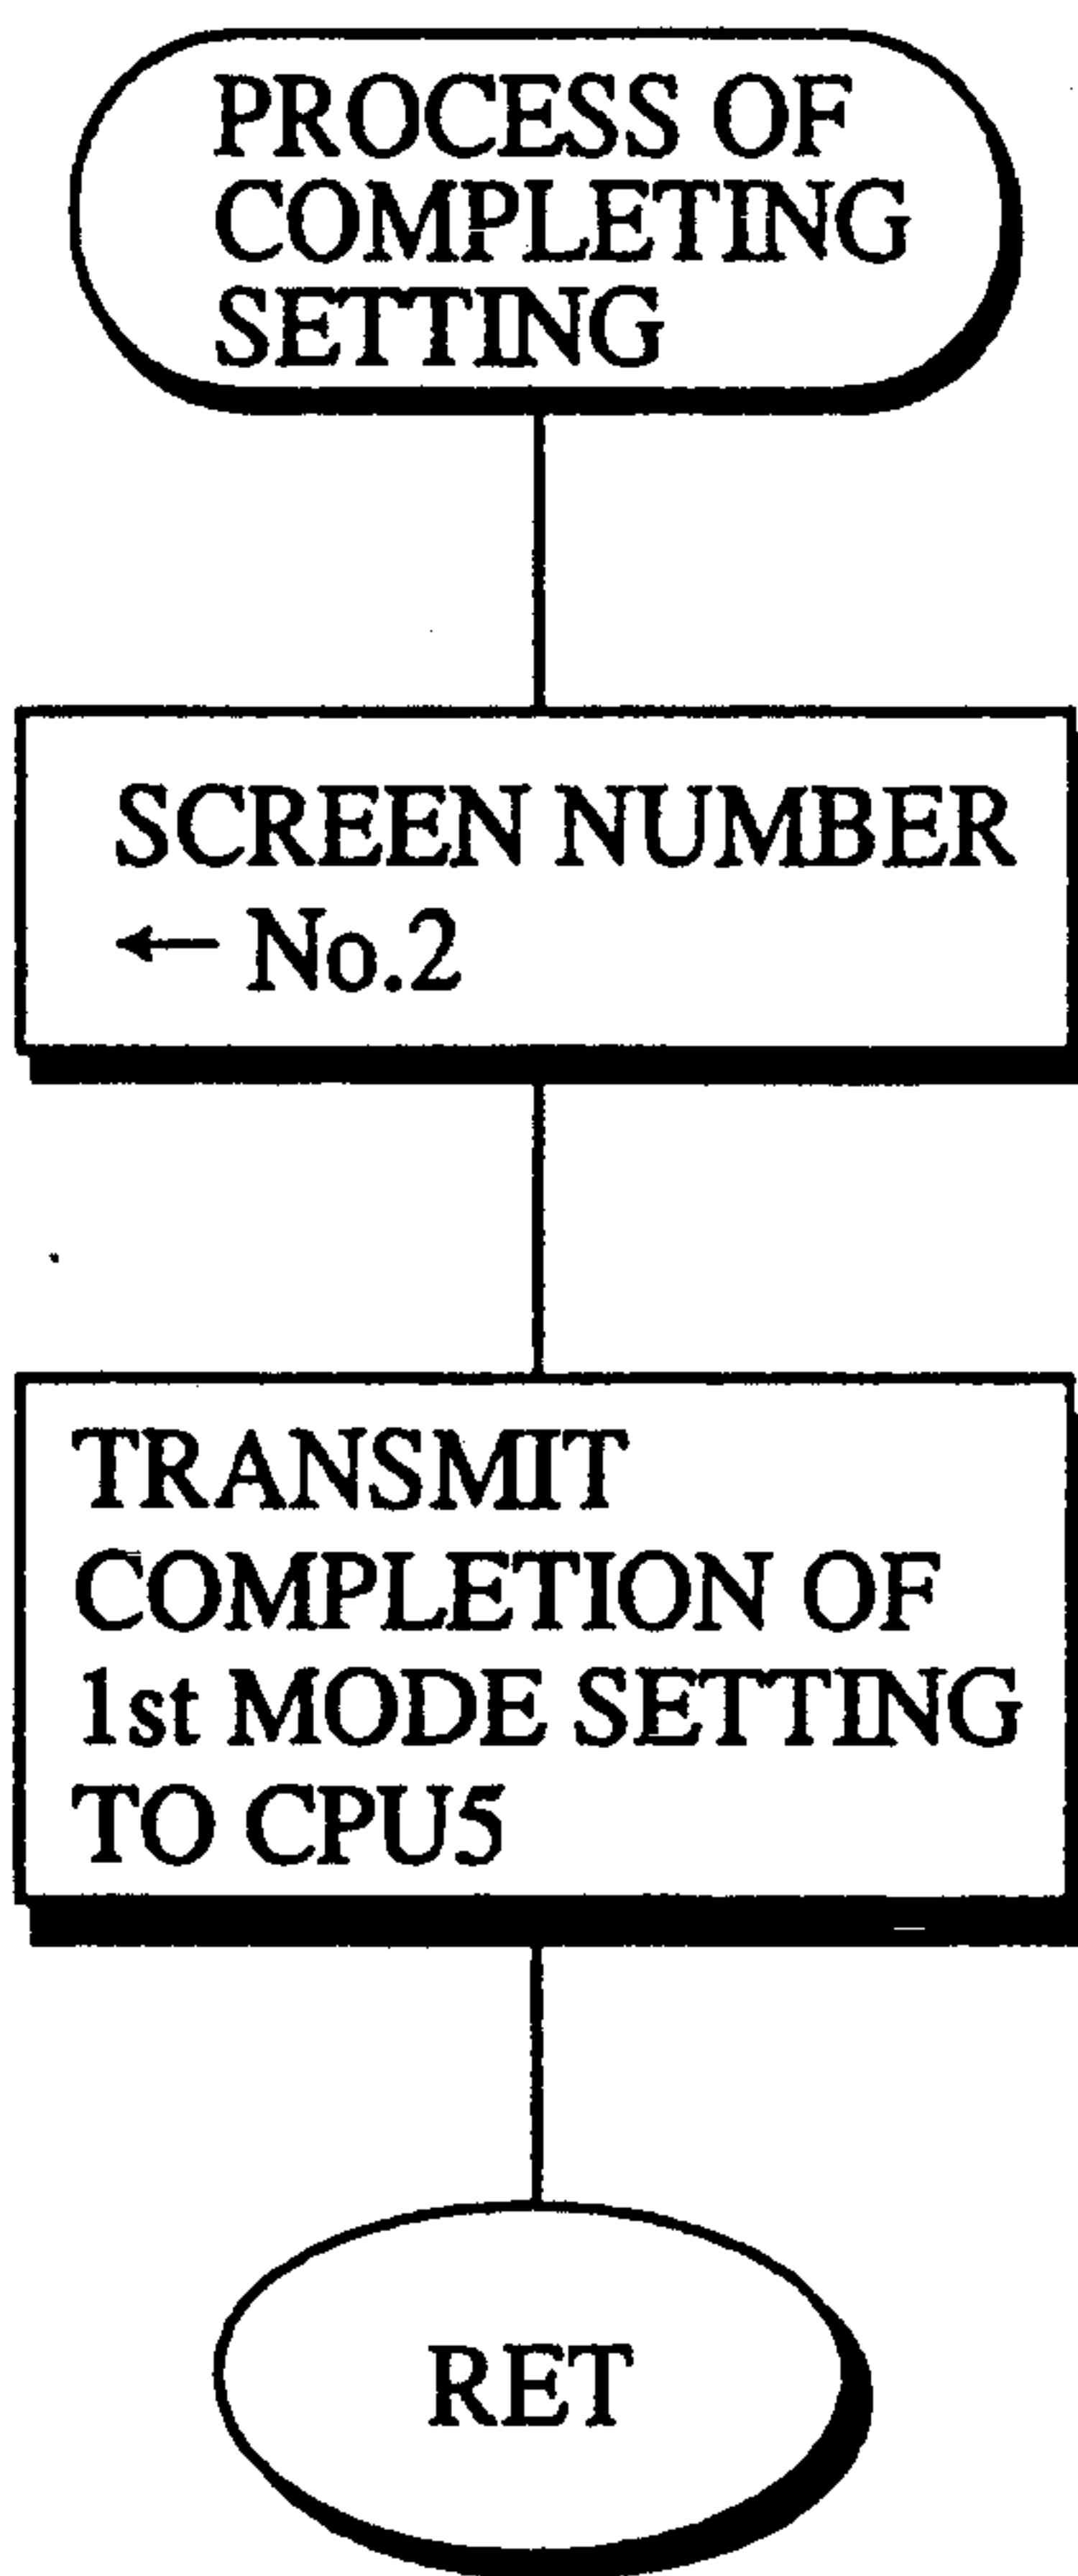 PROCESS OF
COMPLETING
SETTING
SCREEN NUMBER
← No.2
TRANSMIT
COMPLETION OF
1st MODE SETTING
TO CPU5
RET